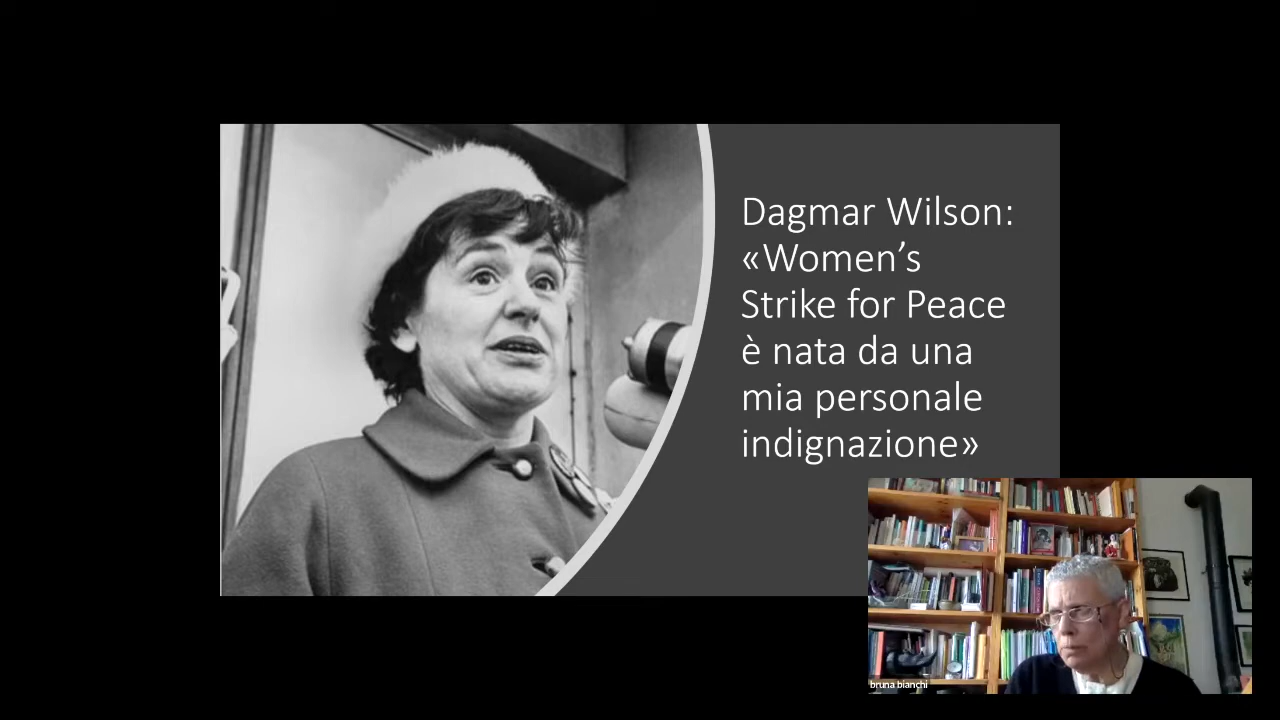 Dagmar Wilson:
«Women’s
Strike for Peace
è nata da una
mia personale
indignazione»
bruna bianchi